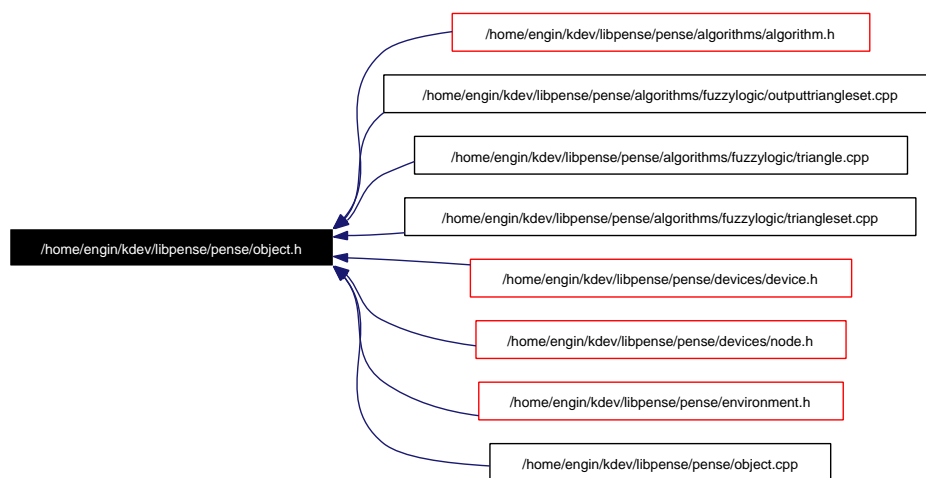 /home/engin/kdev/libpense/pense/algorithms/algorithm.h
/home/engin/kdev/libpense/pense/algorithms/fuzzylogic/outputtriangleset.cpp
/home/engin/kdev/libpense/pense/algorithms/fuzzylogic/triangle.cpp
/home/engin/kdev/libpense/pense/algorithms/fuzzylogic/triangleset.cpp
/home/engin/kdev/libpense/pense/object.h
/home/engin/kdev/libpense/pense/devices/device.h
/home/engin/kdev/libpense/pense/devices/node.h
/home/engin/kdev/libpense/pense/environment.h
/home/engin/kdev/libpense/pense/object.cpp